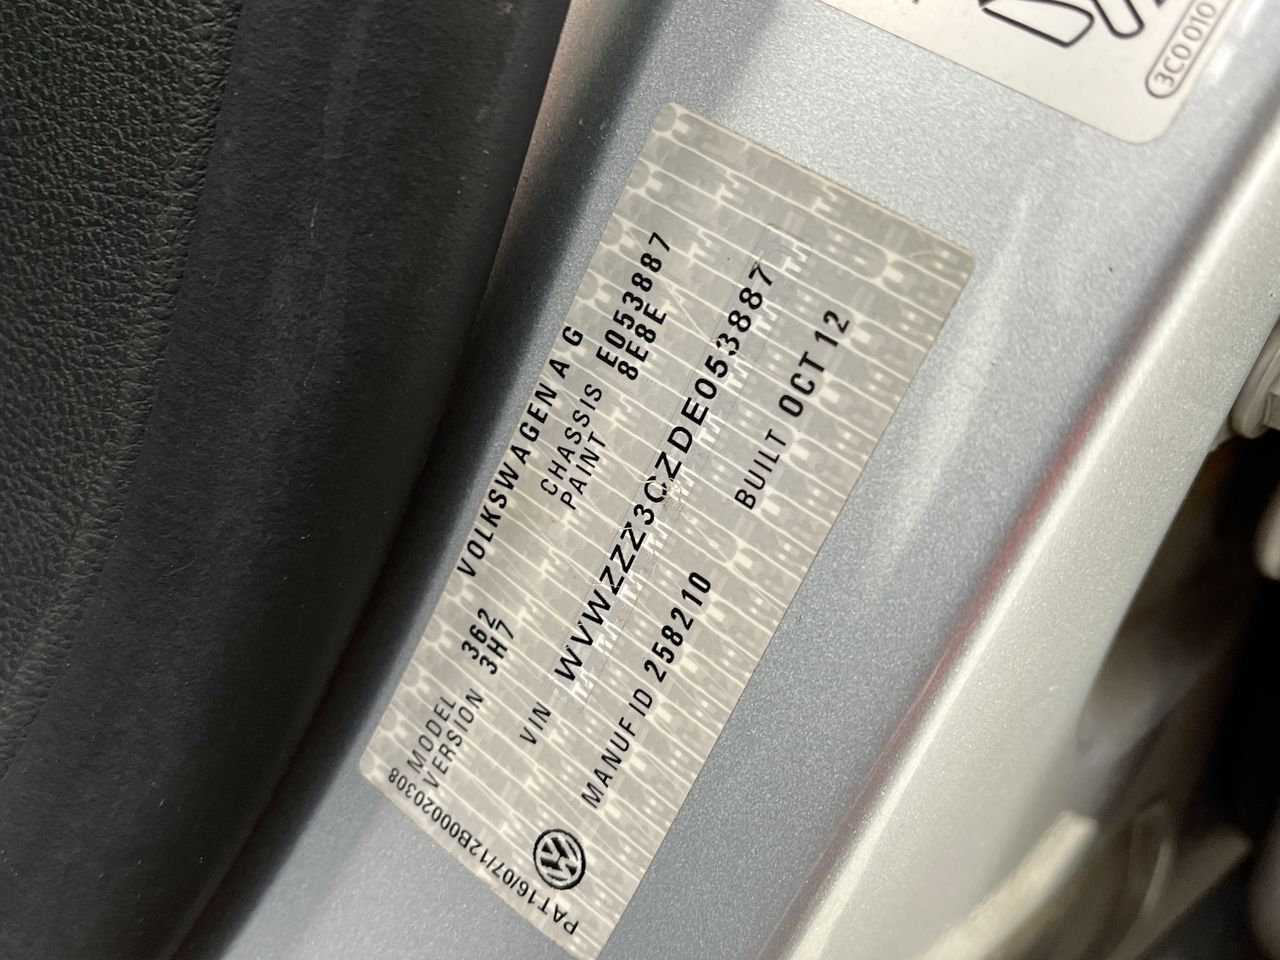 3C0 010
VOLKSWAGEN AG
MODEL 362 CHASSIS E053887
VERSION 3H7 PAINT 8E8E
VIN WVWZZZ3CZDE053887
MANUF ID 258210 BUILT OCT 12
PAT16/07/12B00020308